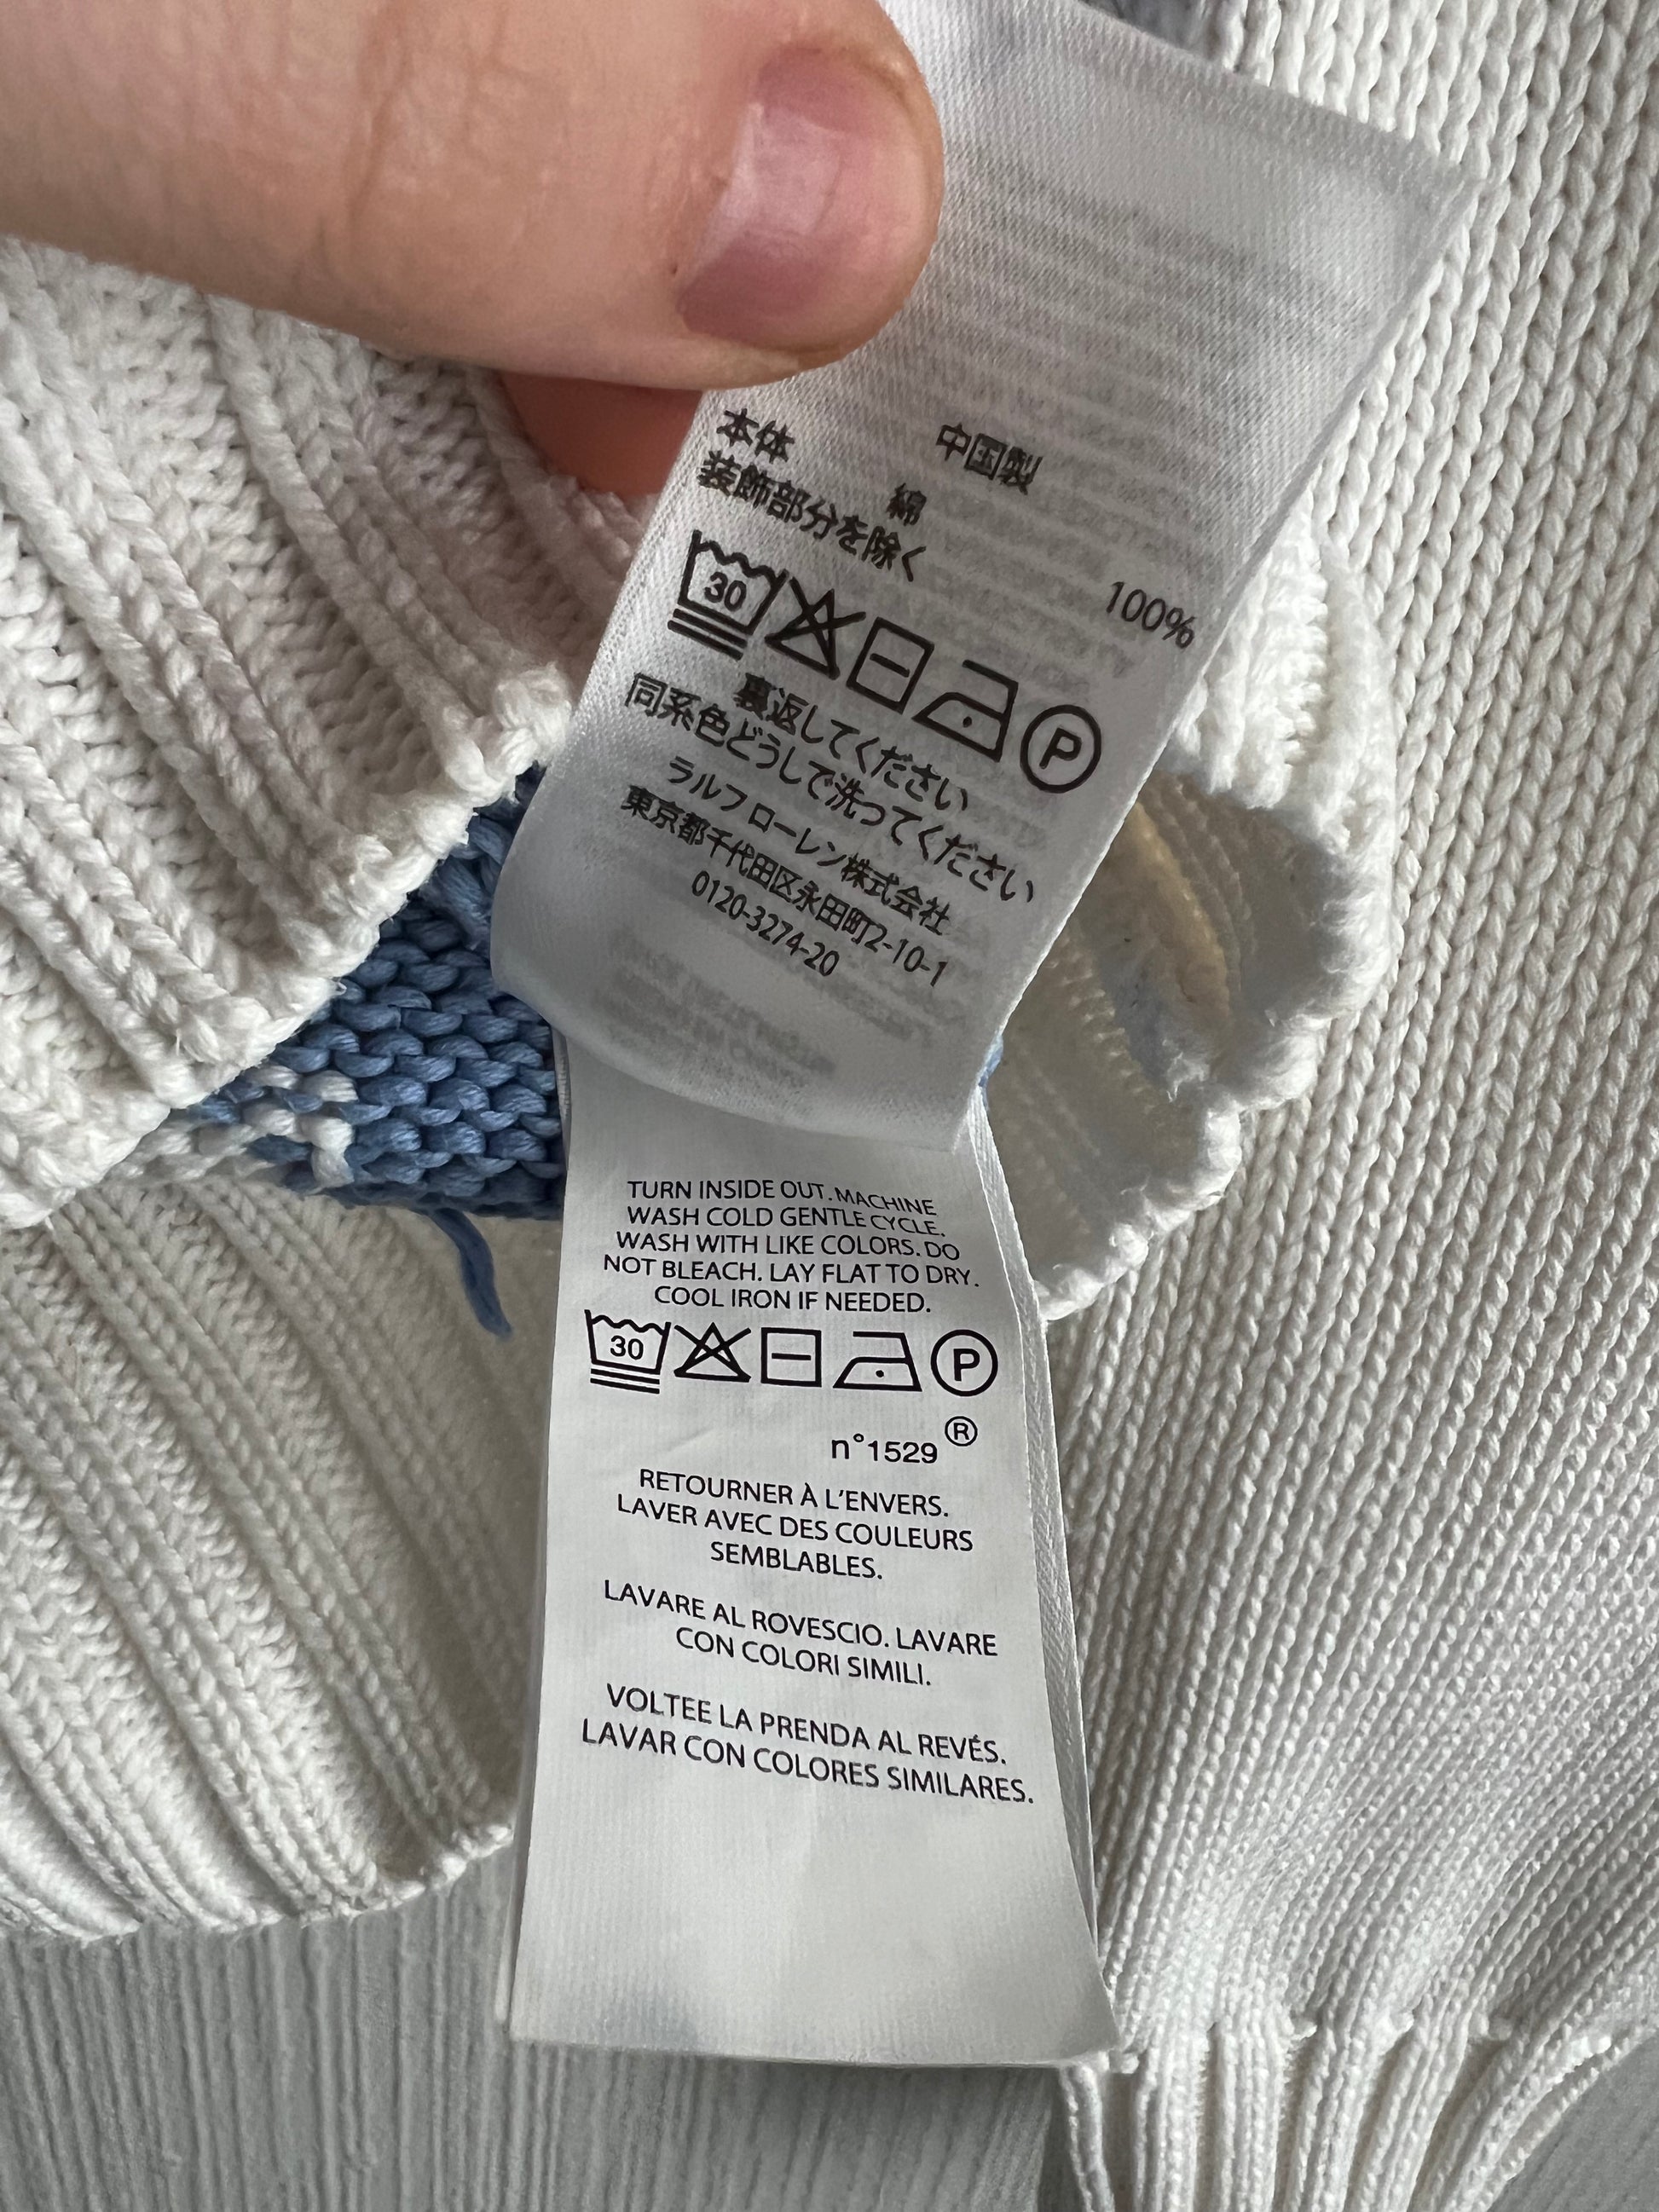 中国製
本体
綿 100%
装飾部分を除く
30 P
裏返してください
同系色どうしで洗ってください
ラルフ ローレン株式会社
東京都千代田区永田町2-10-1
0120-3274-20
TURN INSIDE OUT. MACHINE
WASH COLD GENTLE CYCLE.
WASH WITH LIKE COLORS. DO
NOT BLEACH. LAY FLAT TO DRY.
COOL IRON IF NEEDED.
30 P
n°1529 ®
RETOURNER À L'ENVERS.
LAVER AVEC DES COULEURS
SEMBLABLES.
LAVARE AL ROVESCIO. LAVARE
CON COLORI SIMILI.
VOLTEE LA PRENDA AL REVÉS.
LAVAR CON COLORES SIMILARES.